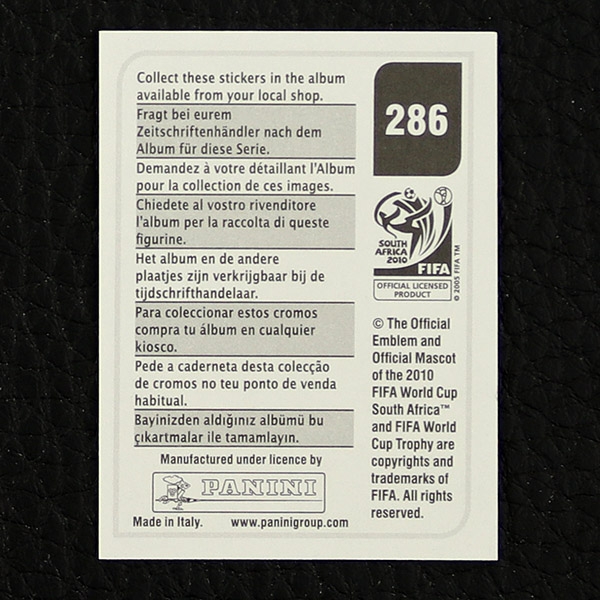 Collect these stickers in the album
available from your local shop.
Fragt bei eurem
Zeitschriftenhändler nach dem
Album für diese Serie.
Demandez à votre détaillant l'Album
pour la collection de ces images.
Chiedete al vostro rivenditore
l'album per la raccolta di queste
figurine.
Het album en de andere
plaatjes zijn verkrijgbaar bij de
tijdschrifthandelaar.
Para coleccionar estos cromos
compra tu álbum en cualquier
kiosco.
Pede a caderneta desta colecção
de cromos no teu ponto de venda
habitual.
Bayinizden aldığınız albümü bu
çıkartmalar ile tamamlayın.
Manufactured under licence by
PANINI
Made in Italy. www.paninigroup.com
286
SOUTH
AFRICA
2010
FIFA
© 2005 FIFA TM
OFFICIAL LICENSED
PRODUCT
© The Official
Emblem and
Official Mascot
of the 2010
FIFA World Cup
South Africa™
and FIFA World
Cup Trophy are
copyrights and
trademarks of
FIFA. All rights
reserved.